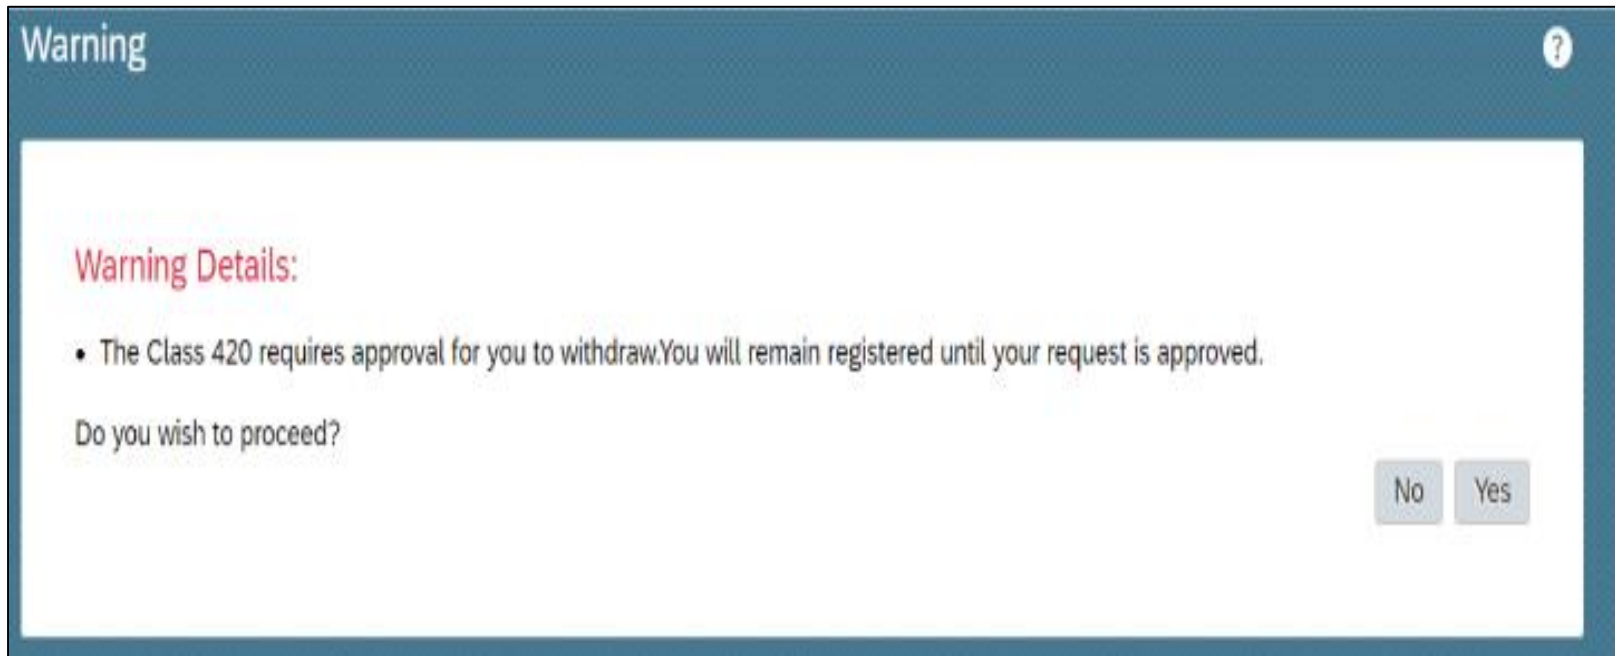 Warning
?
Warning Details:
• The Class 420 requires approval for you to withdraw.You will remain registered until your request is approved.
Do you wish to proceed?
No Yes